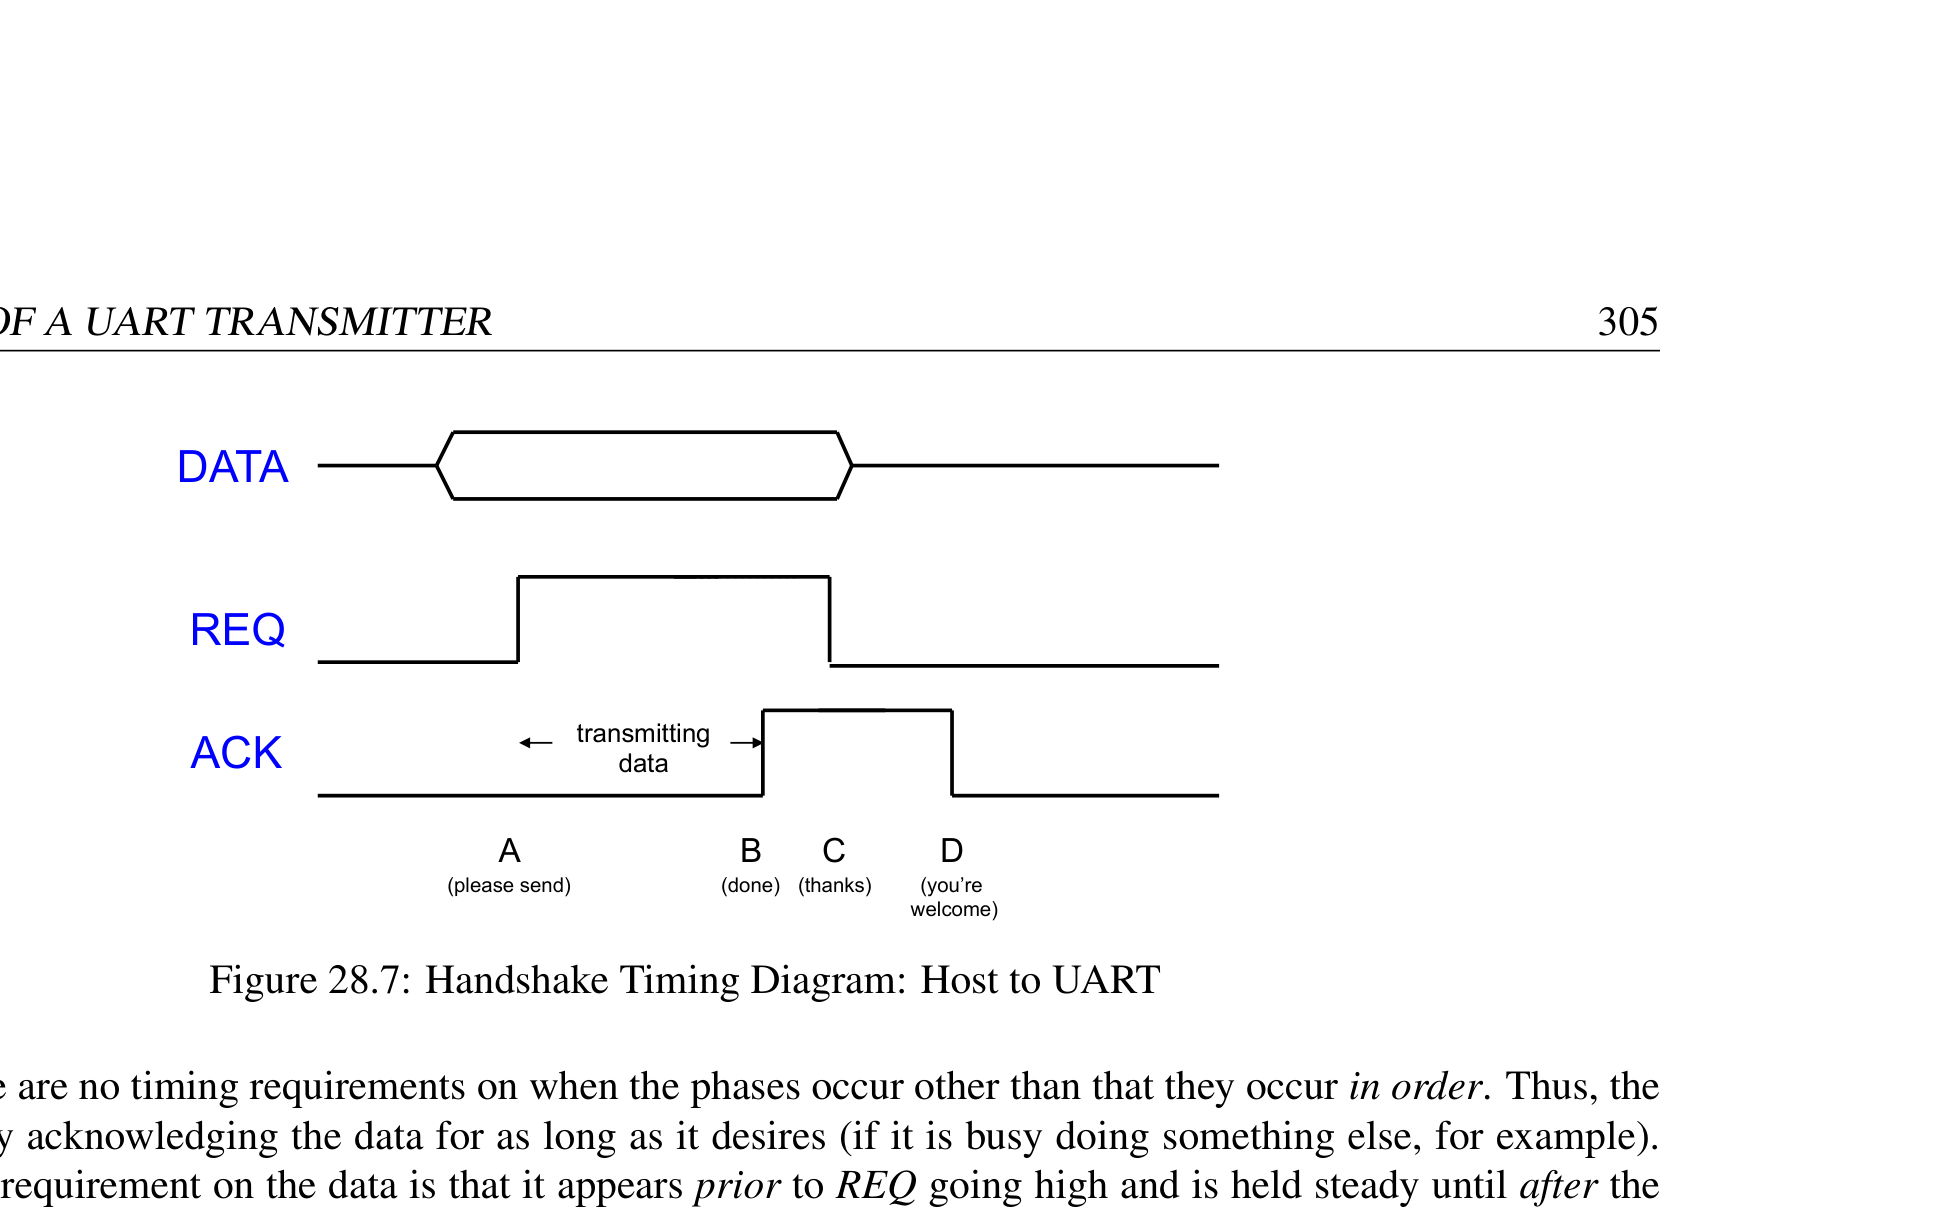 OF A UART TRANSMITTER 305
DATA
REQ
transmitting
data
ACK
A B C D
(please send) (done) (thanks) (you're
welcome)
Figure 28.7: Handshake Timing Diagram: Host to UART
are no timing requirements on when the phases occur other than that they occur in order. Thus, the
acknowledging the data for as long as it desires (if it is busy doing something else, for example).
requirement on the data is that it appears prior to REQ going high and is held steady until after the